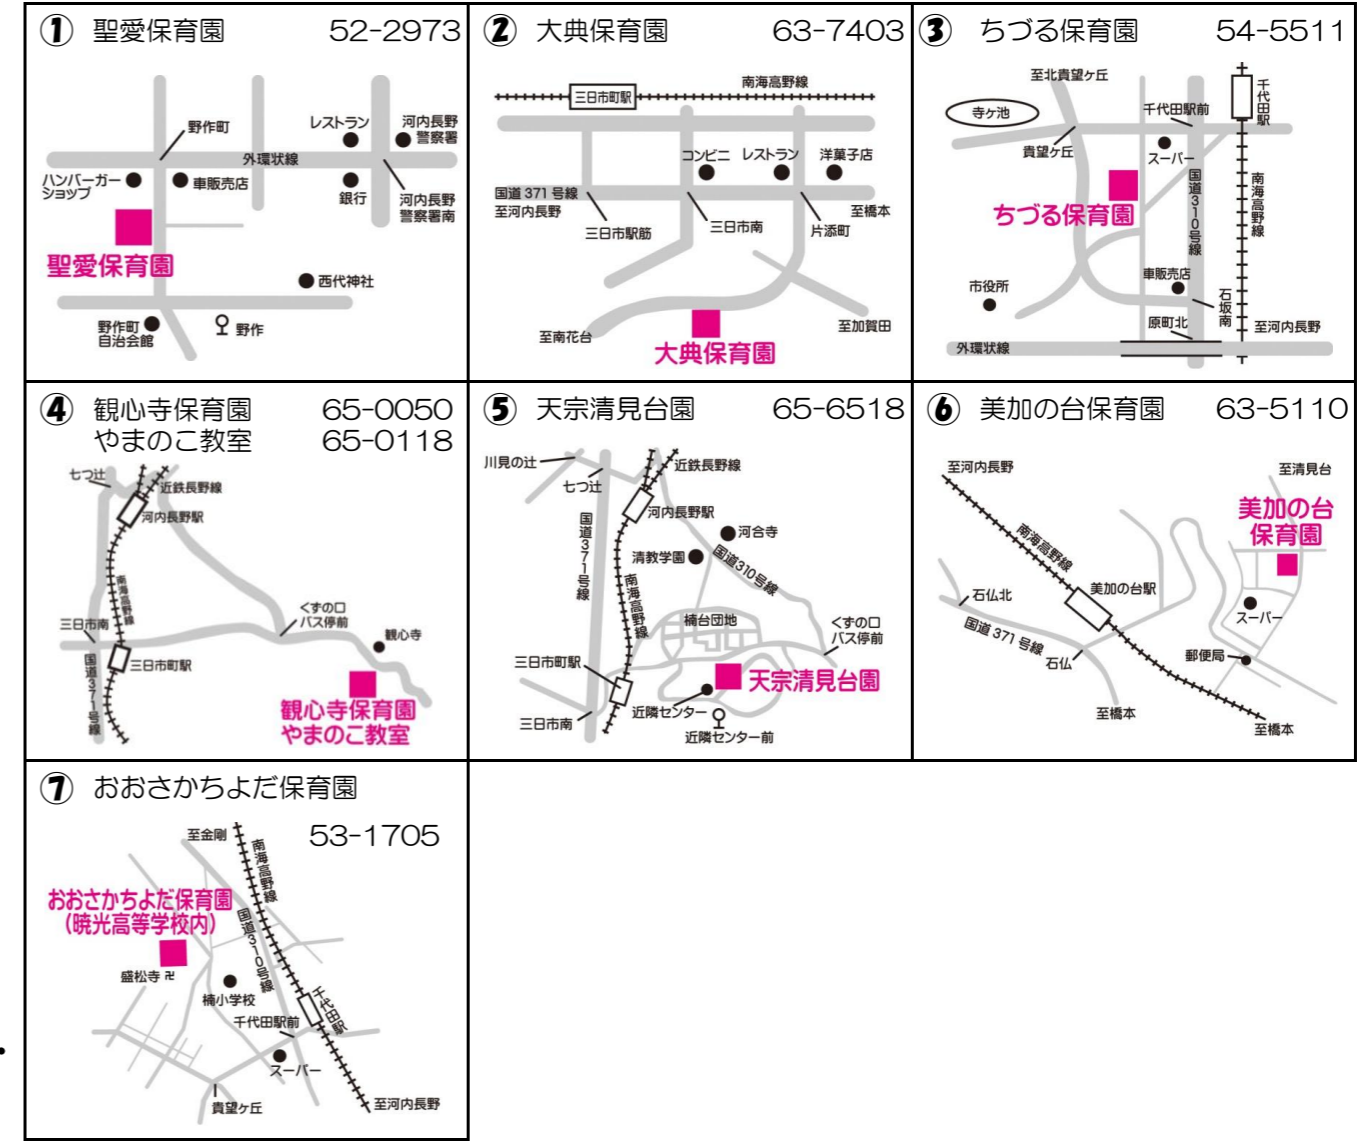 ① 聖愛保育園 52-2973
野作町
レストラン
河内長野
警察署
外環状線
ハンバーガー
ショップ
車販売店
銀行
河内長野
警察署南
聖愛保育園
西代神社
野作町
自治会館
野作
② 大典保育園 63-7403
南海高野線
三日市町駅
コンビニ
レストラン
洋菓子店
国道371号線
至河内長野
至橋本
三日市駅筋
三日市南
片添町
至南花台
至加賀田
大典保育園
③ ちづる保育園 54-5511
至北貴望ヶ丘
千代田駅
寺ヶ池
千代田駅前
貴望ヶ丘
スーパー
国道310号線
南海高野線
ちづる保育園
市役所
車販売店
石坂南
原町北
至河内長野
外環状線
④ 観心寺保育園 65-0050
やまのこ教室 65-0118
七つ辻
近鉄長野線
河内長野駅
南海高野線
三日市南
くずの口
バス停前
観心寺
三日市町駅
国道371号線
観心寺保育園
やまのこ教室
⑤ 天宗清見台園 65-6518
川見の辻
近鉄長野線
七つ辻
河内長野駅
国道371号線
河合寺
清教学園
国道310号線
南海高野線
楠台団地
くずの口
バス停前
三日市町駅
天宗清見台園
近隣センター
三日市南
近隣センター前
⑥ 美加の台保育園 63-5110
至河内長野
至清見台
美加の台
保育園
南海高野線
美加の台駅
石仏北
スーパー
国道371号線
石仏
郵便局
至橋本
至橋本
⑦ おおさかちよだ保育園
53-1705
至金剛
南海高野線
おおさかちよだ保育園
(暁光高等学校内)
国道310号線
盛松寺 卍
楠小学校
千代田駅
千代田駅前
スーパー
貴望ヶ丘
至河内長野